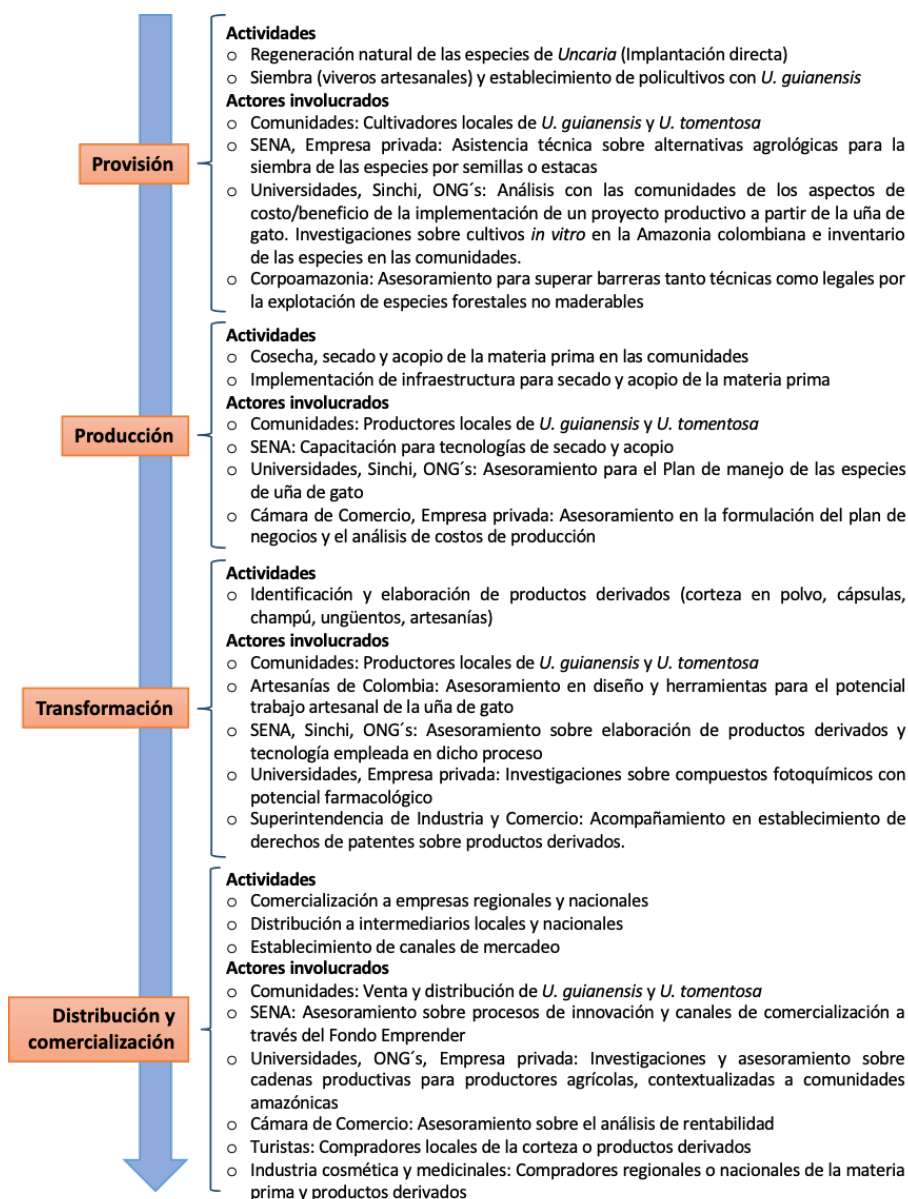 Provisión
Actividades
o Regeneración natural de las especies de Uncaria (Implantación directa)
o Siembra (viveros artesanales) y establecimiento de policultivos con U. guianensis
Actores involucrados
o Comunidades: Cultivadores locales de U. guianensis y U. tomentosa
o SENA, Empresa privada: Asistencia técnica sobre alternativas agrológicas para la
siembra de las especies por semillas o estacas
o Universidades, Sinchi, ONG´s: Análisis con las comunidades de los aspectos de
costo/beneficio de la implementación de un proyecto productivo a partir de la uña de
gato. Investigaciones sobre cultivos in vitro en la Amazonia colombiana e inventario
de las especies en las comunidades.
o Corpoamazonia: Asesoramiento para superar barreras tanto técnicas como legales por
la explotación de especies forestales no maderables
Producción
Actividades
o Cosecha, secado y acopio de la materia prima en las comunidades
o Implementación de infraestructura para secado y acopio de la materia prima
Actores involucrados
o Comunidades: Productores locales de U. guianensis y U. tomentosa
o SENA: Capacitación para tecnologías de secado y acopio
o Universidades, Sinchi, ONG´s: Asesoramiento para el Plan de manejo de las especies
de uña de gato
o Cámara de Comercio, Empresa privada: Asesoramiento en la formulación del plan de
negocios y el análisis de costos de producción
Transformación
Actividades
o Identificación y elaboración de productos derivados (corteza en polvo, cápsulas,
champú, ungüentos, artesanías)
Actores involucrados
o Comunidades: Productores locales de U. guianensis y U. tomentosa
o Artesanías de Colombia: Asesoramiento en diseño y herramientas para el potencial
trabajo artesanal de la uña de gato
o SENA, Sinchi, ONG´s: Asesoramiento sobre elaboración de productos derivados y
tecnología empleada en dicho proceso
o Universidades, Empresa privada: Investigaciones sobre compuestos fotoquímicos con
potencial farmacológico
o Superintendencia de Industria y Comercio: Acompañamiento en establecimiento de
derechos de patentes sobre productos derivados.
Distribución y
comercialización
Actividades
o Comercialización a empresas regionales y nacionales
o Distribución a intermediarios locales y nacionales
o Establecimiento de canales de mercadeo
Actores involucrados
o Comunidades: Venta y distribución de U. guianensis y U. tomentosa
o SENA: Asesoramiento sobre procesos de innovación y canales de comercialización a
través del Fondo Emprender
o Universidades, ONG´s, Empresa privada: Investigaciones y asesoramiento sobre
cadenas productivas para productores agrícolas, contextualizadas a comunidades
amazónicas
o Cámara de Comercio: Asesoramiento sobre el análisis de rentabilidad
o Turistas: Compradores locales de la corteza o productos derivados
o Industria cosmética y medicinales: Compradores regionales o nacionales de la materia
prima y productos derivados